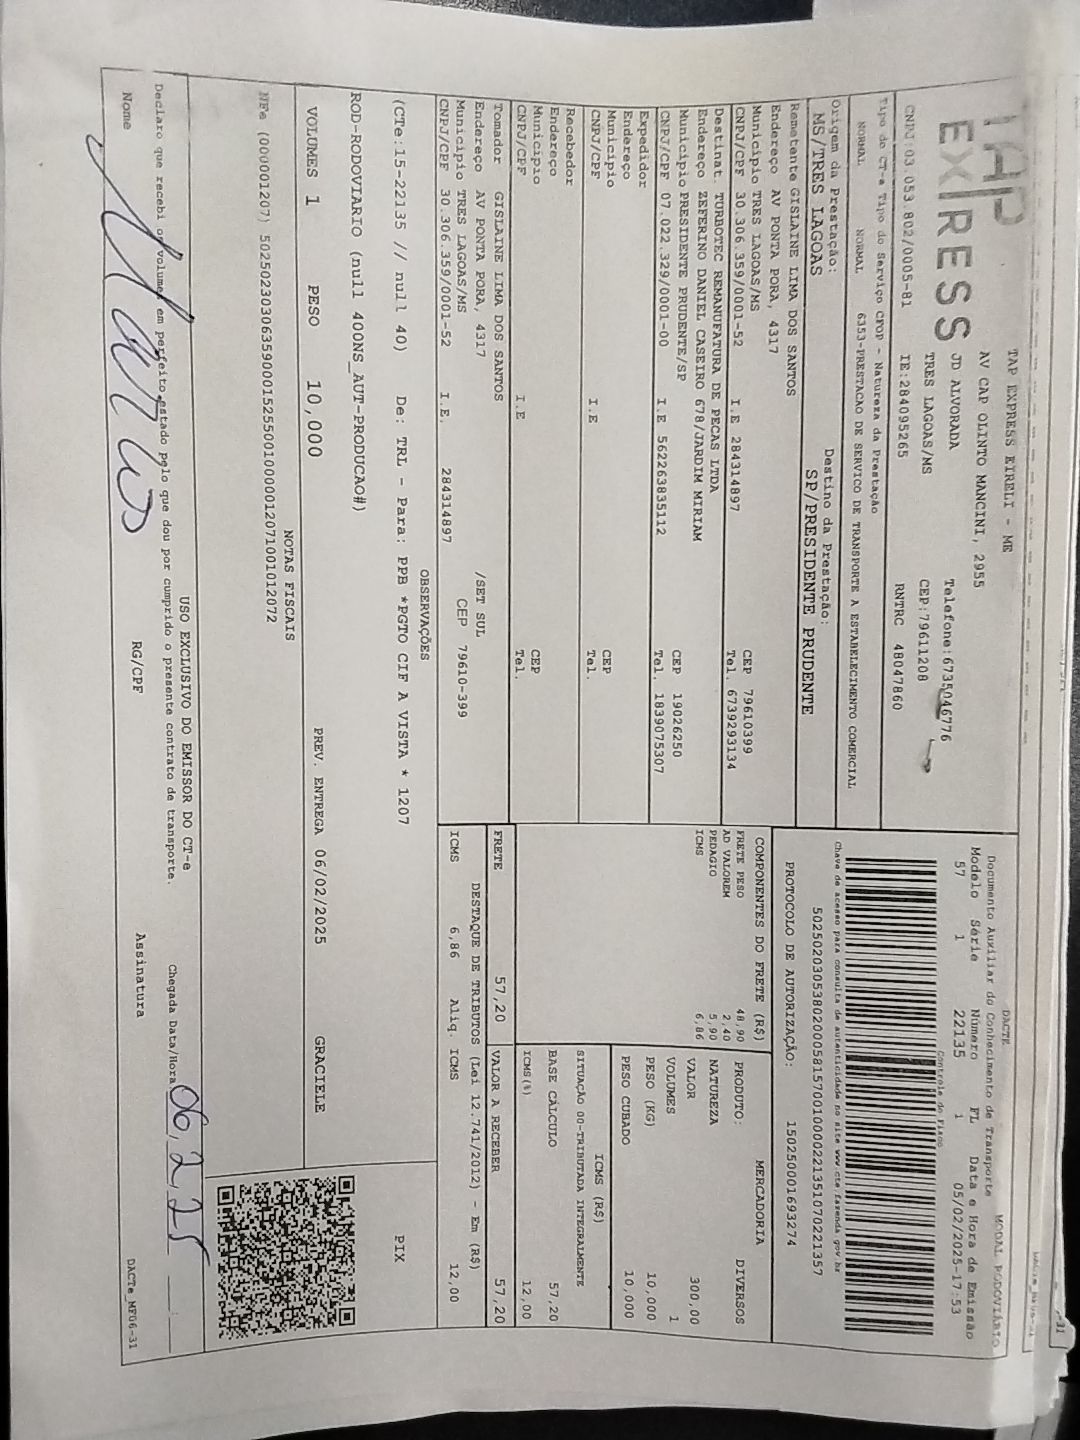 TAP
EXPRESS
TAP EXPRESS EIRELI - ME
AV CAP OLINTO MANCINI, 2955
JD ALVORADA
Telefone:6735046776
TRES LAGOAS/MS
CEP:79611208
CNPJ:03.053.802/0005-81
IE:284095265
RNTRC 48047860
Tipo do CT-e Tipo do Serviço CFOP - Natureza da Prestação
NORMAL NORMAL 6353-PRESTACAO DE SERVICO DE TRANSPORTE A ESTABELECIMENTO COMERCIAL
Origem da Prestação:
MS/TRES LAGOAS
Destino da Prestação:
SP/PRESIDENTE PRUDENTE
Remetente GISLAINE LIMA DOS SANTOS
Endereço AV PONTA PORA, 4317
Municipio TRES LAGOAS/MS CEP 79610399
CNPJ/CPF 30.306.359/0001-52 I.E 284314897 Tel. 6739293134
Destinat. TURBOTEC REMANUFATURA DE PECAS LTDA
Endereço ZEFERINO DANIEL CASEIRO 678/JARDIM MIRIAM
Municipio PRESIDENTE PRUDENTE/SP CEP 19026250
CNPJ/CPF 07.022.329/0001-00 I.E 562263835112 Tel. 1839075307
Expedidor
Endereço
Municipio CEP
CNPJ/CPF I.E Tel.
Recebedor
Endereço
Municipio CEP
CNPJ/CPF I.E Tel.
Tomador GISLAINE LIMA DOS SANTOS
Endereço AV PONTA PORA, 4317 /SET SUL
Municipio TRES LAGOAS/MS CEP 79610-399
CNPJ/CPF 30.306.359/0001-52 I.E. 284314897
DACTE
MODAL RODOVIÁRIO
Documento Auxiliar do Conhecimento de Transporte
Modelo Série Número FL Data e Hora de Emissão
57 1 22135 1 05/02/2025-17:53
Controle do Fisco
Chave de acesso para consulta de autenticidade no site www.cte.fazenda.gov.br
50250203053802000581570010000221351070221357
PROTOCOLO DE AUTORIZAÇÃO: 150250001693274
COMPONENTES DO FRETE (R$)
FRETE PESO 48,90
AD VALOREM 2,40
PEDAGIO 5,90
ICMS 6,86
MERCADORIA
PRODUTO: DIVERSOS
NATUREZA
VALOR 300,00
VOLUMES 1
PESO (KG) 10,000
PESO CUBADO 10,000
ICMS (R$)
SITUAÇÃO 00-TRIBUTADA INTEGRALMENTE
BASE CÁLCULO 57,20
ICMS(%) 12,00
FRETE 57,20
VALOR A RECEBER 57,20
DESTAQUE DE TRIBUTOS (Lei 12.741/2012) - Em (R$)
ICMS 6,86 Aliq. ICMS 12,00
OBSERVAÇÕES
(CTe:15-22135 // null 40) De: TRL - Para: PPB *PGTO CIF A VISTA * 1207
PIX
ROD-RODOVIARIO (null 400NS_AUT-PRODUCAO#)
VOLUMES 1 PESO 10,000 PREV. ENTREGA 06/02/2025 GRACIELE
NOTAS FISCAIS
NFe (000001207) 50250230306359000152550010000012071001012072
USO EXCLUSIVO DO EMISSOR DO CT-e
Declaro que recebi os volumes em perfeito estado pelo que dou por cumprido o presente contrato de transporte. Chegada Data/Hora 06/2/25
Nome RG/CPF Assinatura
DACTe_MF06-31